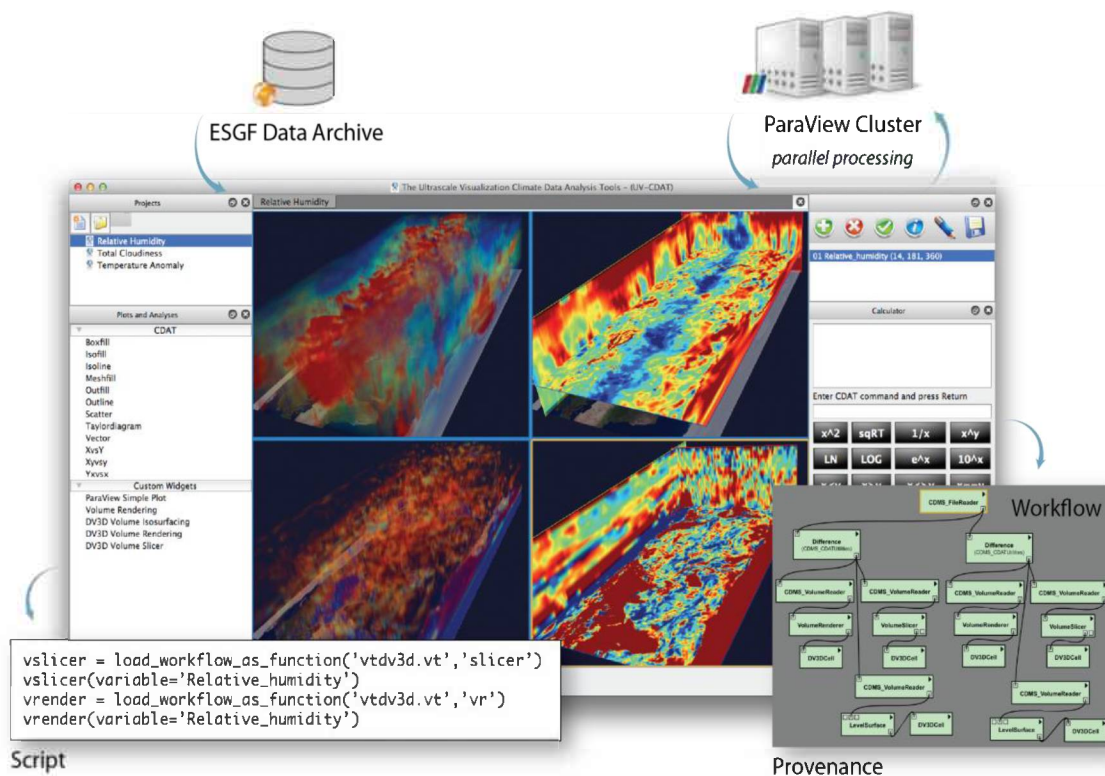 ESGF Data Archive
ParaView Cluster
parallel processing
The Ultrascale Visualization Climate Data Analysis Tools - (UV-CDAT)
Projects
Relative Humidity
Total Cloudiness
Temperature Anomaly
Plots and Analyses
CDAT
Boxfill
Isofill
Isoline
Meshfill
Outfill
Outline
Scatter
Taylordiagram
Vector
XvsY
Xyvsy
Yxvsx
Custom Widgets
ParaView Simple Plot
Volume Rendering
DV3D Volume Isosurfacing
DV3D Volume Rendering
DV3D Volume Slicer
Relative Humidity
01 Relative_humidity (14, 181, 360)
Calculator
Enter CDAT command and press Return
x^2 sqRT 1/x x^y
LN LOG e^x 10^x
Workflow
CDMS_FileReader
Difference
(CDMS_CDATUtilities)
Difference
(CDMS_CDATUtilities)
CDMS_VolumeReader CDMS_VolumeReader CDMS_VolumeReader CDMS_VolumeReader
VolumeRenderer VolumeSlicer VolumeRenderer VolumeSlicer
DV3DCell DV3DCell DV3DCell DV3DCell
CDMS_VolumeReader CDMS_VolumeReader
LevelSurface DV3DCell LevelSurface DV3DCell
Provenance
vslicer = load_workflow_as_function('vtdv3d.vt','slicer')
vslicer(variable='Relative_humidity')
vrender = load_workflow_as_function('vtdv3d.vt','vr')
vrender(variable='Relative_humidity')
Script